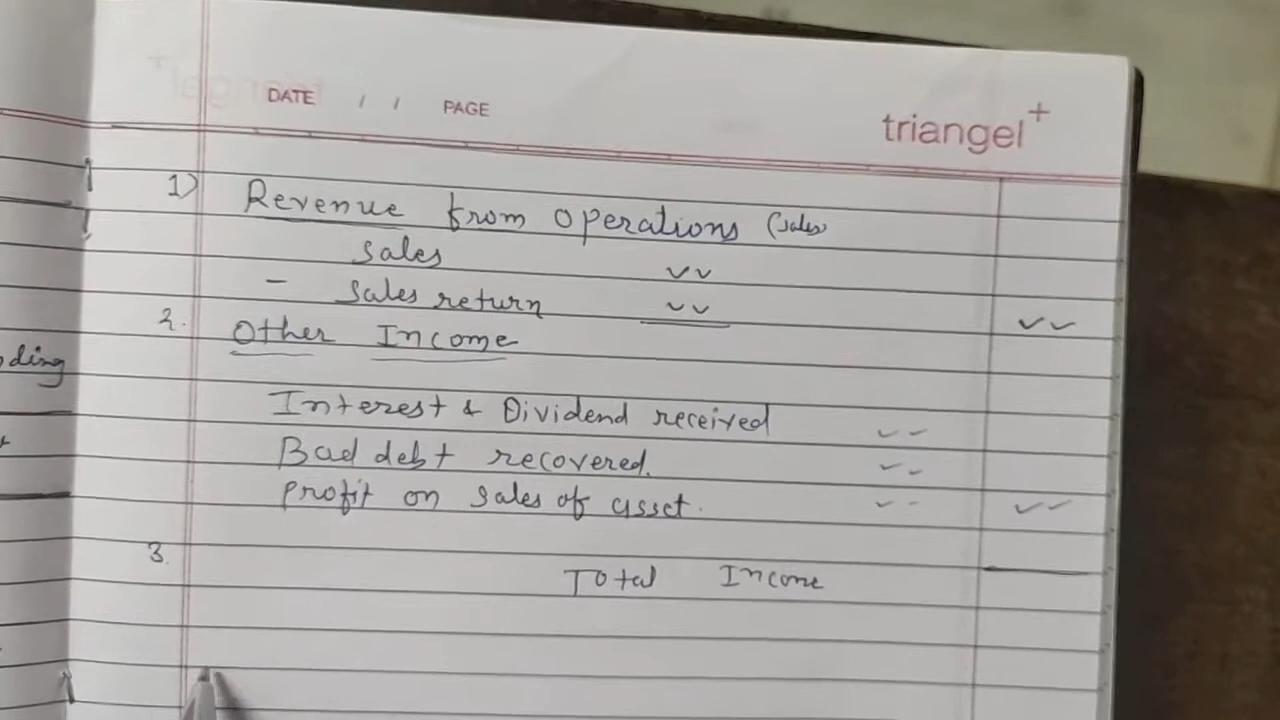 DATE / / PAGE
triangel+
1) Revenue from Operations (Sales)
Sales ✓✓
- Sales return ✓✓ ✓✓
2. Other Income
ding
Interest & Dividend received ✓✓
Bad debt recovered. ✓✓
Profit on sales of asset. ✓✓ ✓✓
3. Total Income